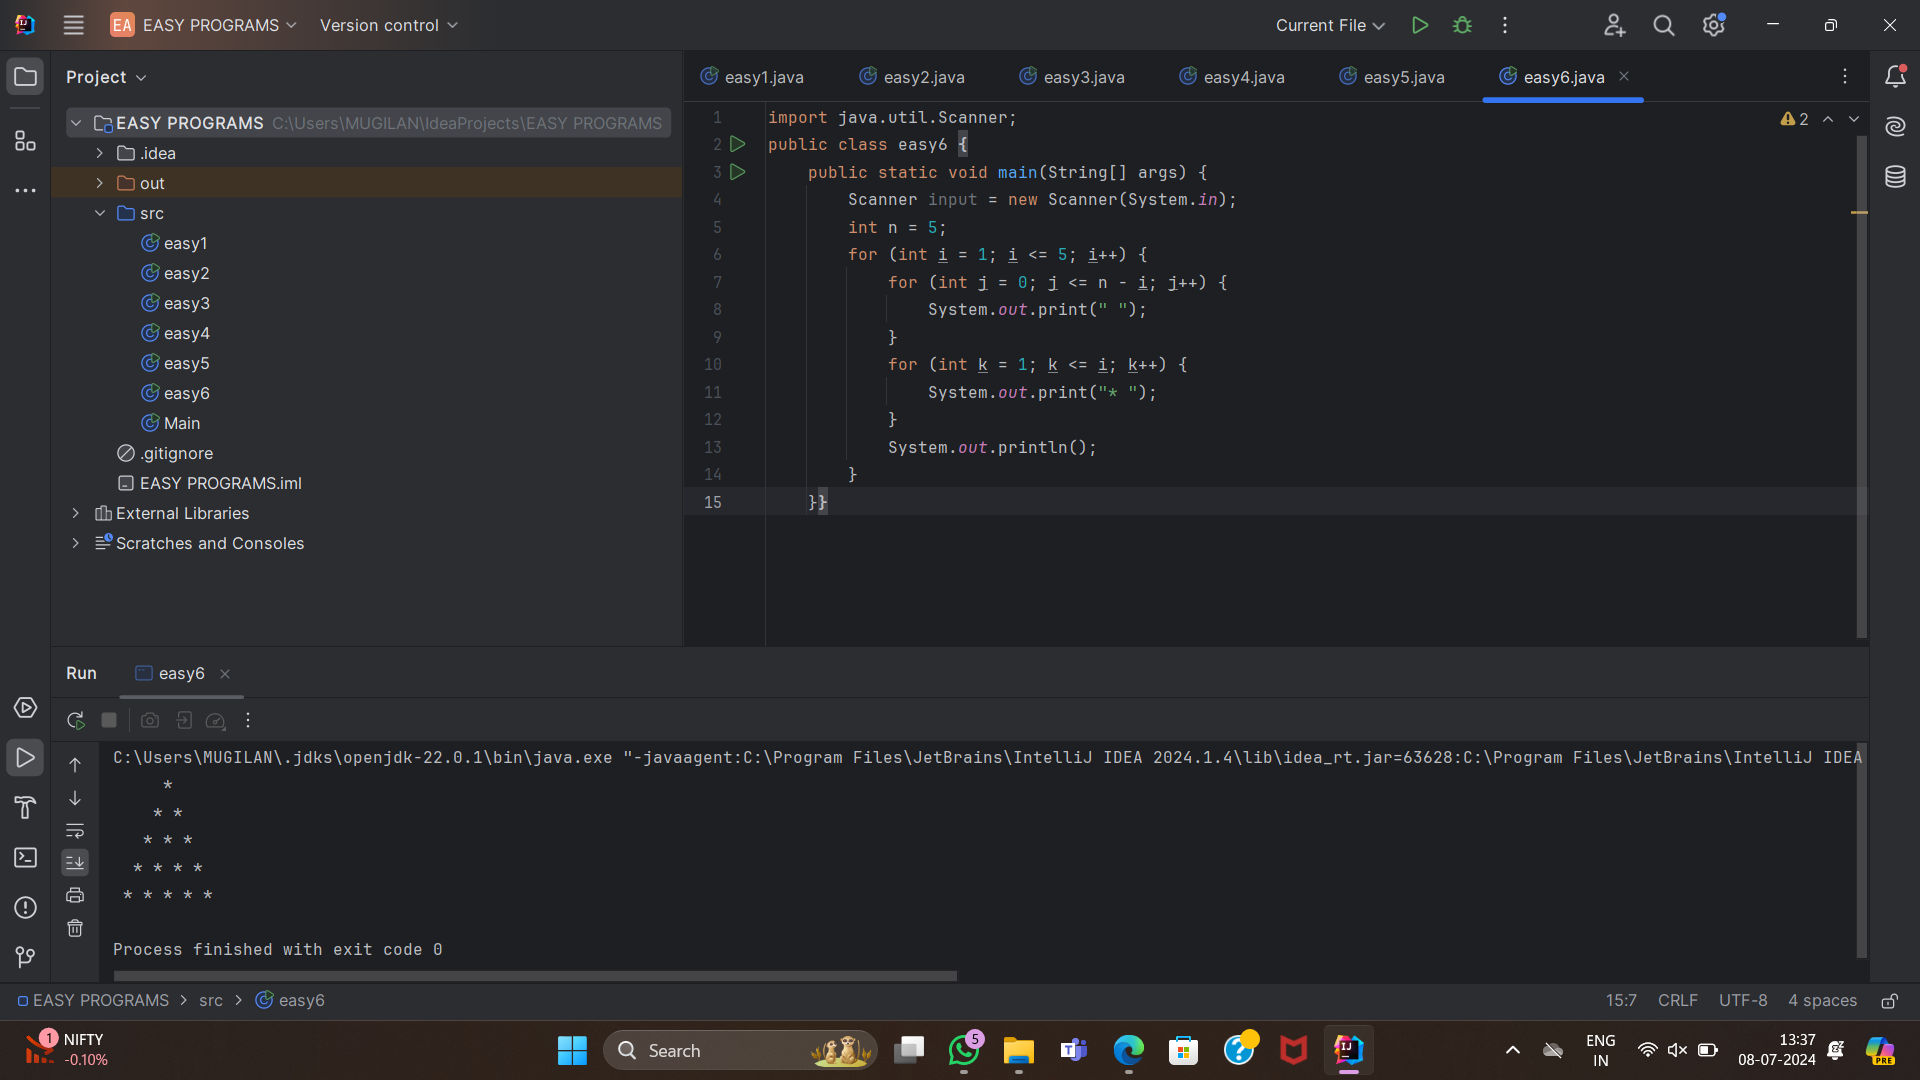 EA EASY PROGRAMS Version control Current File
Project
easy1.java easy2.java easy3.java easy4.java easy5.java easy6.java
EASY PROGRAMS C:\Users\MUGILAN\IdeaProjects\EASY PROGRAMS
.idea
out
src
easy1
easy2
easy3
easy4
easy5
easy6
Main
.gitignore
EASY PROGRAMS.iml
External Libraries
Scratches and Consoles
2
1 import java.util.Scanner;
2 public class easy6 {
3     public static void main(String[] args) {
4         Scanner input = new Scanner(System.in);
5         int n = 5;
6         for (int i = 1; i <= 5; i++) {
7             for (int j = 0; j <= n - i; j++) {
8                 System.out.print(" ");
9             }
10             for (int k = 1; k <= i; k++) {
11                 System.out.print("* ");
12             }
13             System.out.println();
14         }
15     }}
Run easy6
C:\Users\MUGILAN\.jdks\openjdk-22.0.1\bin\java.exe "-javaagent:C:\Program Files\JetBrains\IntelliJ IDEA 2024.1.4\lib\idea_rt.jar=63628:C:\Program Files\JetBrains\IntelliJ IDEA
     *
    * *
   * * *
  * * * *
 * * * * *
Process finished with exit code 0
EASY PROGRAMS > src > easy6 15:7 CRLF UTF-8 4 spaces
1 NIFTY
-0.10%
Search
5
ENG
IN
13:37
08-07-2024
PRE